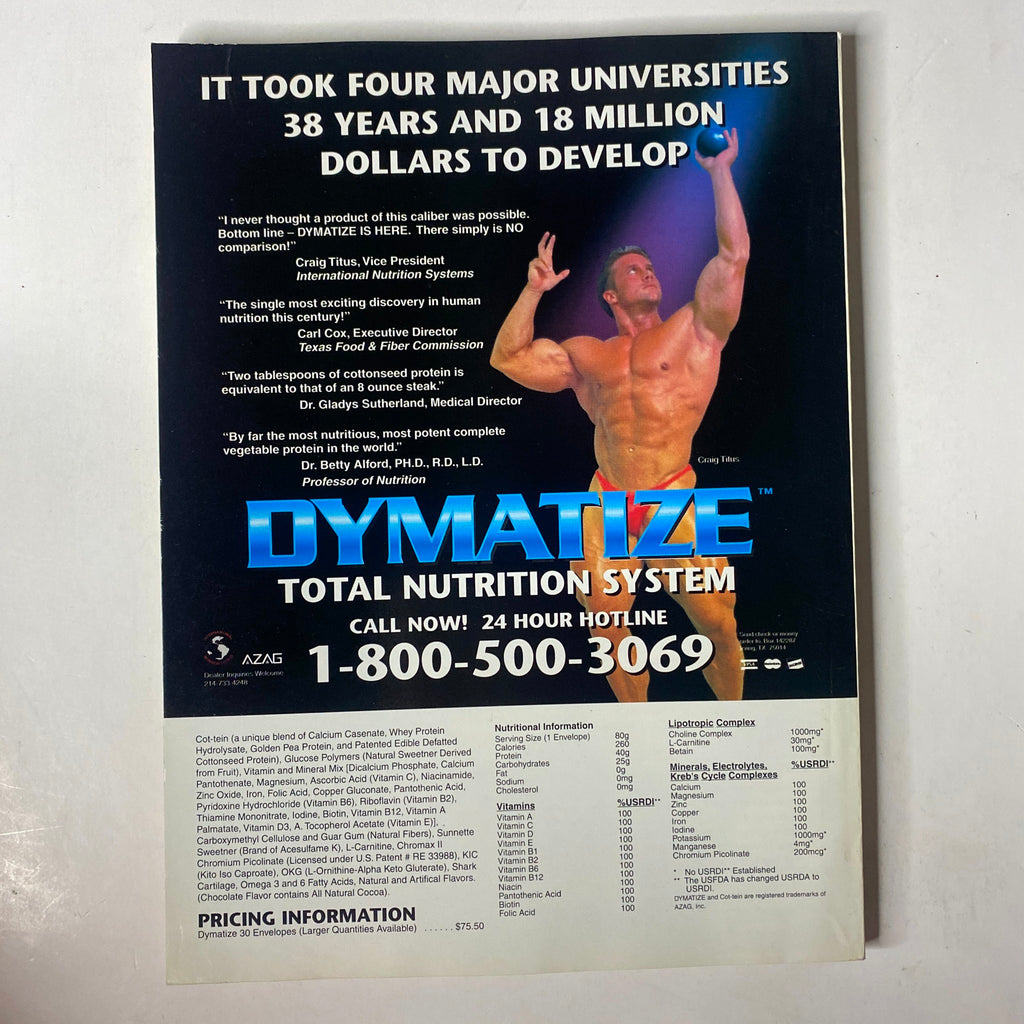 IT TOOK FOUR MAJOR UNIVERSITIES
38 YEARS AND 18 MILLION
DOLLARS TO DEVELOP
“I never thought a product of this caliber was possible.
Bottom line – DYMATIZE IS HERE. There simply is NO
comparison!”
Craig Titus, Vice President
International Nutrition Systems
“The single most exciting discovery in human
nutrition this century!”
Carl Cox, Executive Director
Texas Food & Fiber Commission
“Two tablespoons of cottonseed protein is
equivalent to that of an 8 ounce steak.”
Dr. Gladys Sutherland, Medical Director
“By far the most nutritious, most potent complete
vegetable protein in the world.”
Dr. Betty Alford, PH.D., R.D., L.D.
Professor of Nutrition
Craig Titus
DYMATIZE™
TOTAL NUTRITION SYSTEM
CALL NOW! 24 HOUR HOTLINE
1-800-500-3069
AZAG
Dealer Inquiries Welcome
214-733-4248
Send check or money
order to: Box 142287
Irving, TX 75014
Cot-tein (a unique blend of Calcium Casenate, Whey Protein
Hydrolysate, Golden Pea Protein, and Patented Edible Defatted
Cottonseed Protein), Glucose Polymers (Natural Sweetner Derived
from Fruit), Vitamin and Mineral Mix [Dicalcium Phosphate, Calcium
Pantothenate, Magnesium, Ascorbic Acid (Vitamin C), Niacinamide,
Zinc Oxide, Iron, Folic Acid, Copper Gluconate, Pantothenic Acid,
Pyridoxine Hydrochloride (Vitamin B6), Riboflavin (Vitamin B2),
Thiamine Mononitrate, Iodine, Biotin, Vitamin B12, Vitamin A
Palmatate, Vitamin D3, A. Tocopherol Acetate (Vitamin E)],
Carboxymethyl Cellulose and Guar Gum (Natural Fibers), Sunnette
Sweetner (Brand of Acesulfame K), L-Carnitine, Chromax II
Chromium Picolinate (Licensed under U.S. Patent # RE 33988), KIC
(Kito Iso Caproate), OKG (L-Ornithine-Alpha Keto Gluterate), Shark
Cartilage, Omega 3 and 6 Fatty Acids, Natural and Artifical Flavors.
(Chocolate Flavor contains All Natural Cocoa).
PRICING INFORMATION
Dymatize 30 Envelopes (Larger Quantities Available) ...... $75.50
Nutritional Information
Serving Size (1 Envelope) 80g
Calories 260
Protein 40g
Carbohydrates 25g
Fat 0g
Sodium 0mg
Cholesterol 0mg
Vitamins %USRDI**
Vitamin A 100
Vitamin C 100
Vitamin D 100
Vitamin E 100
Vitamin B1 100
Vitamin B2 100
Vitamin B6 100
Vitamin B12 100
Niacin 100
Pantothenic Acid 100
Biotin 100
Folic Acid 100
Lipotropic Complex
Choline Complex 1000mg*
L-Carnitine 30mg*
Betain 100mg*
Minerals, Electrolytes, %USRDI**
Kreb's Cycle Complexes
Calcium 100
Magnesium 100
Zinc 100
Copper 100
Iron 100
Iodine 100
Potassium 1000mg*
Manganese 4mg*
Chromium Picolinate 200mcg*
* No USRDI** Established
** The USFDA has changed USRDA to
USRDI.
DYMATIZE and Cot-tein are registered trademarks of
AZAG, Inc.